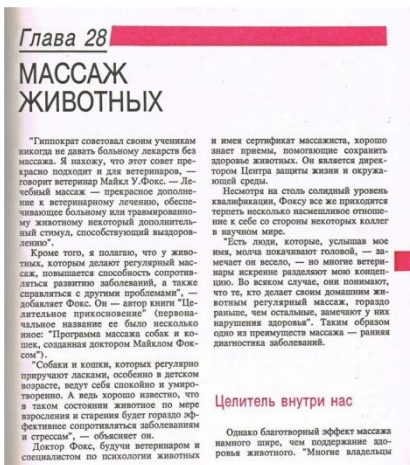 Глава 28
МАССАЖ
ЖИВОТНЫХ
"Гиппократ советовал своим ученикам
никогда не давать больному лекарств без
массажа. Я нахожу, что этот совет пре-
красно подходит и для ветеринаров, —
говорит ветеринар Майкл У.Фокс. — Ле-
чебный массаж — прекрасное дополне-
ние к ветеринарному лечению, обеспе-
чивающее больному или травмированно-
му животному некоторый дополнитель-
ный стимул, способствующий выздоров-
лению".
Кроме того, я полагаю, что у живот-
ных, которым делают регулярный мас-
саж, повышается способность сопротив-
ляться развитию заболеваний, а также
справляться с другими проблемами", —
добавляет Фокс. Он — автор книги "Це-
лительное прикосновение" (первона-
чальное название ее было несколько
иное: "Программа массажа собак и ко-
шек, созданная доктором Майклом Фок-
сом").
"Собаки и кошки, которых регулярно
приручают ласками, особенно в детском
возрасте, ведут себя спокойно и умиро-
творенно. А ведь хорошо известно, что
в таком состоянии животное по мере
взросления и старения будет гораздо эф-
фективнее сопротивляться заболеваниям
и стрессам", — объясняет он.
Доктор Фокс, будучи ветеринаром и
специалистом по психологии животных
и имея сертификат массажиста, хорошо
знает приемы, помогающие сохранить
здоровье животных. Он является дирек-
тором Центра защиты жизни и окружа-
ющей среды.
Несмотря на столь солидный уровень
квалификации, Фоксу все же приходится
терпеть несколько насмешливое отноше-
ние к себе со стороны некоторых коллег
в научном мире.
"Есть люди, которые, услышав мое
имя, молча покачивают головой, — за-
мечает он весело, — но многие ветери-
нары искренне разделяют мою концеп-
цию. Во всяком случае, они понимают,
что те, кто делает своим домашним жи-
вотным регулярный массаж, гораздо
раньше, чем остальные, замечают у них
нарушения здоровья". Таким образом
одно из преимуществ массажа — ранняя
диагностика заболеваний.
Целитель внутри нас
Однако благотворный эффект массажа
намного шире, чем поддержание здо-
ровья животного. "Многие владельцы